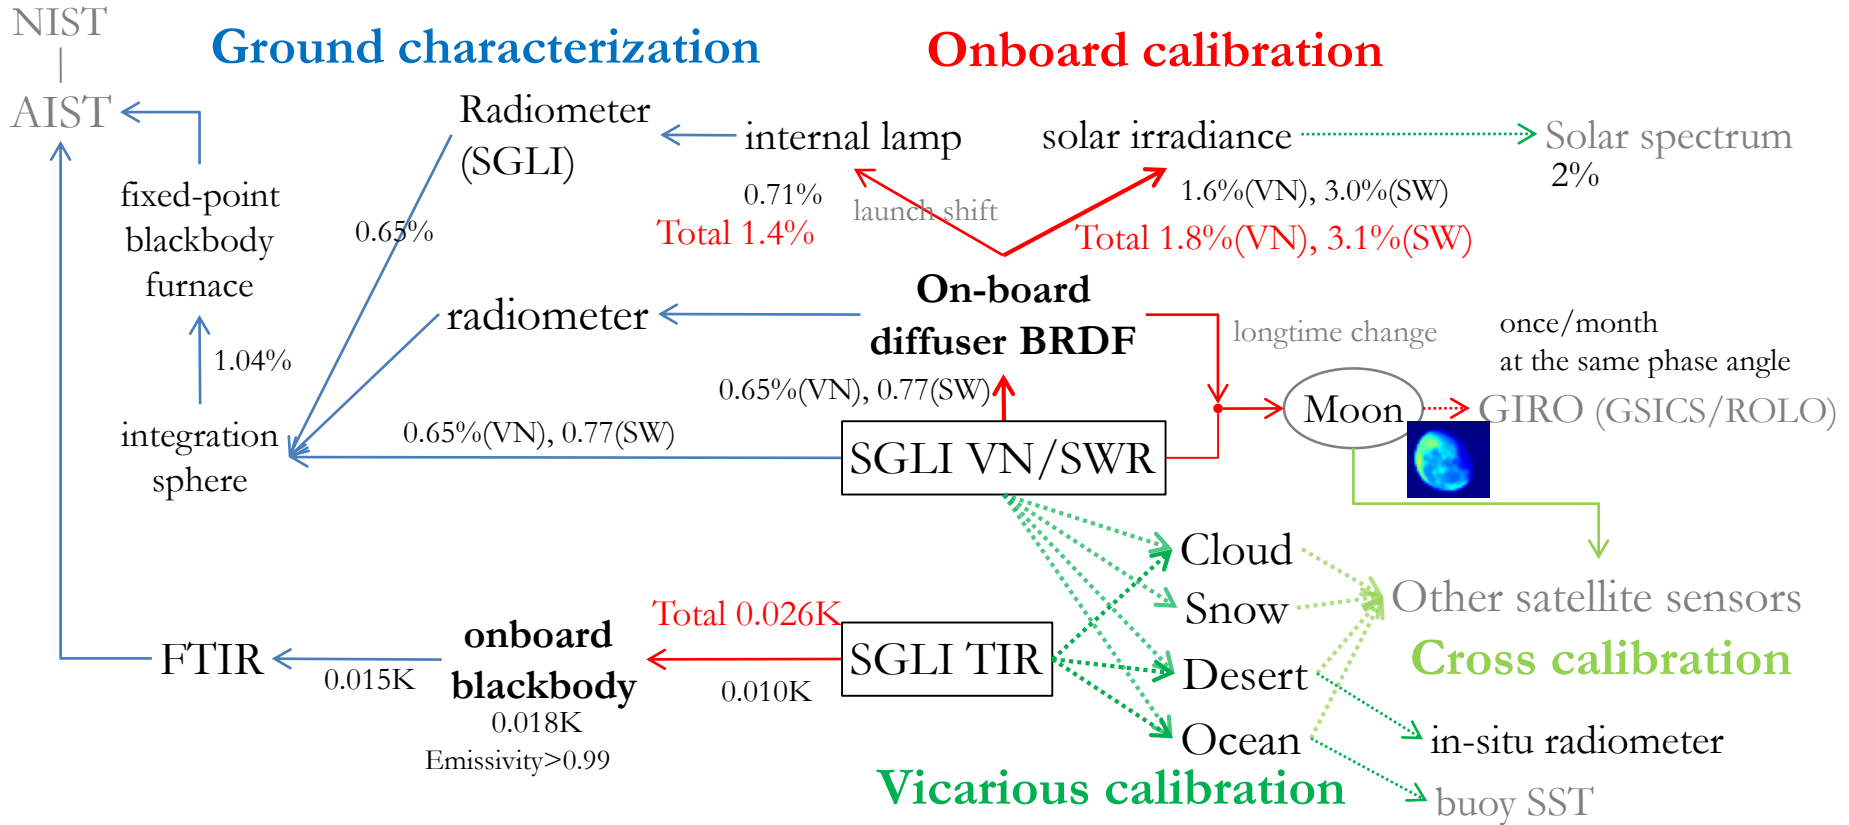 NIST
AIST
Ground characterization
Onboard calibration
Radiometer
(SGLI)
internal lamp
solar irradiance
Solar spectrum
2%
fixed-point
blackbody
furnace
0.65%
0.71%
Total 1.4%
launch shift
1.6%(VN), 3.0%(SW)
Total 1.8%(VN), 3.1%(SW)
On-board
diffuser BRDF
radiometer
longtime change
once/month
at the same phase angle
1.04%
0.65%(VN), 0.77(SW)
Moon
GIRO (GSICS/ROLO)
integration
sphere
0.65%(VN), 0.77(SW)
SGLI VN/SWR
Cloud
Snow
Desert
Ocean
Other satellite sensors
Cross calibration
Total 0.026K
SGLI TIR
0.010K
onboard
blackbody
0.018K
Emissivity>0.99
0.015K
FTIR
in-situ radiometer
Vicarious calibration
buoy SST